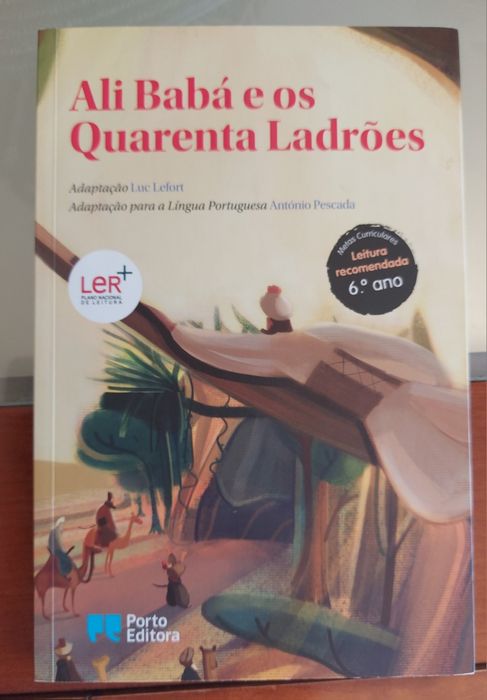 Ali Babá e os
Quarenta Ladrões
Adaptação Luc Lefort
Adaptação para a Língua Portuguesa António Pescada
Metas Curriculares
Leitura
recomendada
6.º ano
LeR+
PLANO NACIONAL
DE LEITURA
Porto
Editora